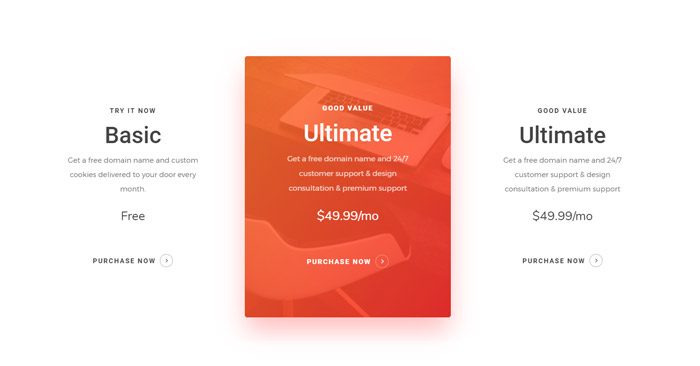 TRY IT NOW
Basic
Get a free domain name and custom
cookies delivered to your door every
month.
Free
PURCHASE NOW
GOOD VALUE
Ultimate
Get a free domain name and 24/7
customer support & design
consultation & premium support
$49.99/mo
PURCHASE NOW
GOOD VALUE
Ultimate
Get a free domain name and 24/7
customer support & design
consultation & premium support
$49.99/mo
PURCHASE NOW